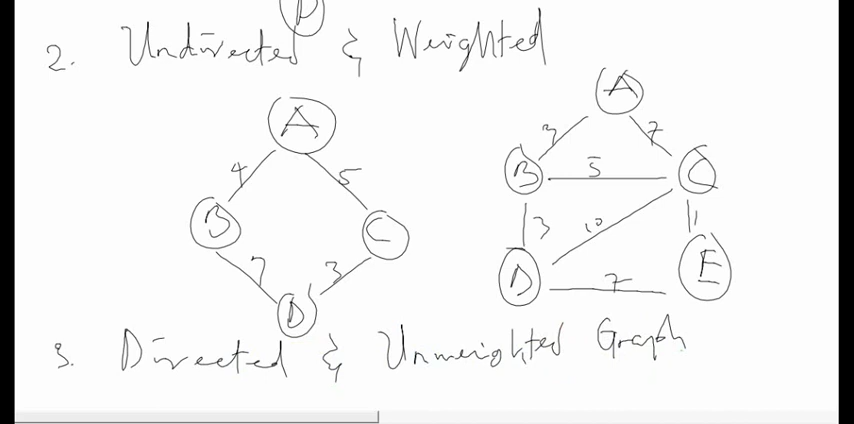 D
2. Undirected & Weighted
A
A
3 7
4 5
B 5 C
B C
3 10 1
7 3
D 7 E
D
3. Directed & Unweighted Graph